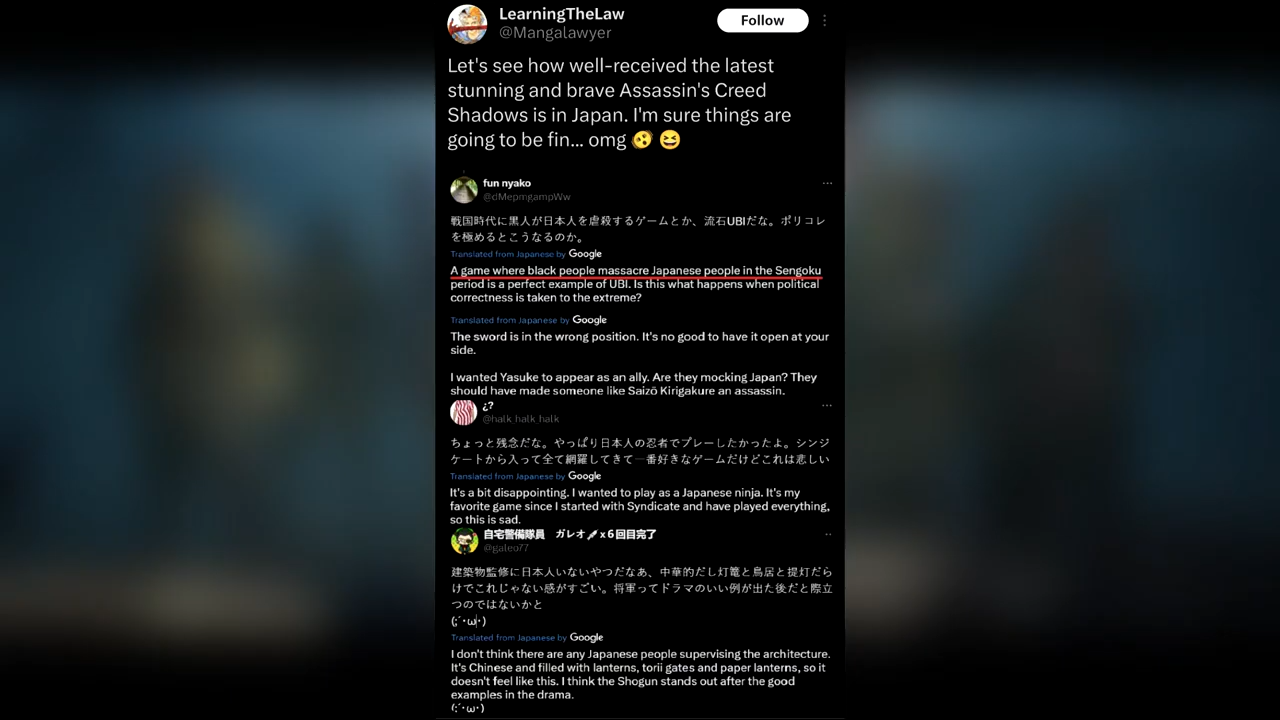 LearningTheLaw
@Mangalawyer
Follow
Let's see how well-received the latest
stunning and brave Assassin's Creed
Shadows is in Japan. I'm sure things are
going to be fin... omg 🫨 😆
fun nyako
@dMepmgampWw
戦国時代に黒人が日本人を虐殺するゲームとか、流石UBIだな。ポリコレ
を極めるとこうなるのか。
Translated from Japanese by Google
A game where black people massacre Japanese people in the Sengoku
period is a perfect example of UBI. Is this what happens when political
correctness is taken to the extreme?
Translated from Japanese by Google
The sword is in the wrong position. It's no good to have it open at your
side.
I wanted Yasuke to appear as an ally. Are they mocking Japan? They
should have made someone like Saizō Kirigakure an assassin.
¿?
@halk_halk_halk
ちょっと残念だな。やっぱり日本人の忍者でプレーしたかったよ。シンジ
ケートから入って全て網羅してきて一番好きなゲームだけどこれは悲しい
Translated from Japanese by Google
It's a bit disappointing. I wanted to play as a Japanese ninja. It's my
favorite game since I started with Syndicate and have played everything,
so this is sad.
自宅警備隊員 ガレオ💉x６回目完了
@galeo77
建築物監修に日本人いないやつだなあ、中華的だし灯篭と鳥居と提灯だら
けでこれじゃない感がすごい。将軍ってドラマのいい例が出た後だと際立
つのではないかと
(;´･ω･)
Translated from Japanese by Google
I don't think there are any Japanese people supervising the architecture.
It's Chinese and filled with lanterns, torii gates and paper lanterns, so it
doesn't feel like this. I think the Shogun stands out after the good
examples in the drama.
(;´･ω･)